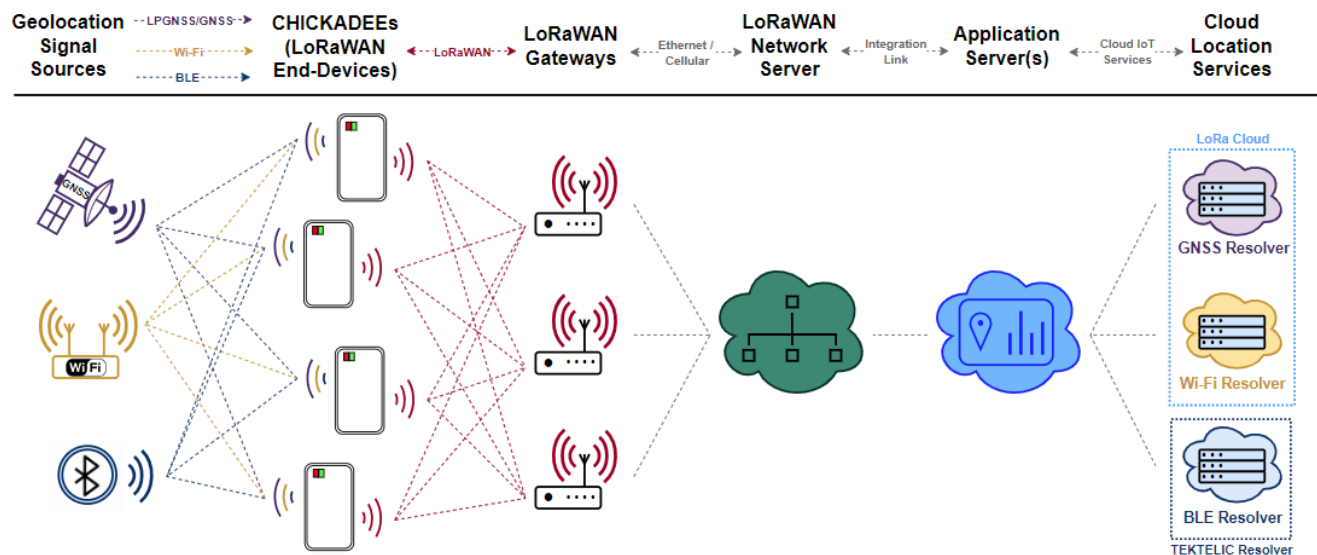 Geolocation
Signal
Sources
LPGNSS/GNSS
Wi-Fi
BLE
CHICKADEEs
(LoRaWAN
End-Devices)
LoRaWAN
LoRaWAN
Gateways
Ethernet /
Cellular
LoRaWAN
Network
Server
Integration
Link
Application
Server(s)
Cloud IoT
Services
Cloud
Location
Services
GNSS
WiFi
LoRa Cloud
GNSS Resolver
Wi-Fi Resolver
BLE Resolver
TEKTELIC Resolver